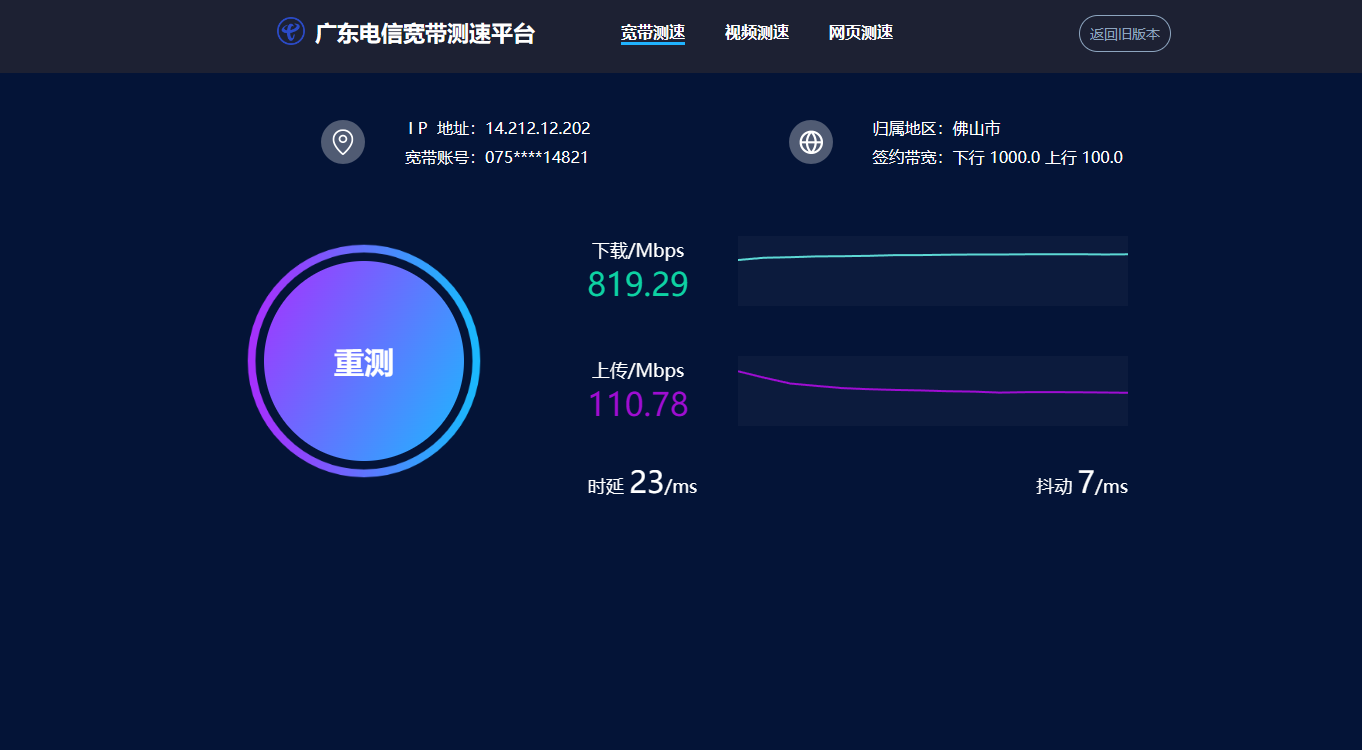 广东电信宽带测速平台
宽带测速
视频测速
网页测速
返回旧版本
IP 地址：14.212.12.202
宽带账号：075****14821
归属地区：佛山市
签约带宽：下行 1000.0 上行 100.0
重测
下载/Mbps
819.29
上传/Mbps
110.78
时延 23/ms
抖动 7/ms